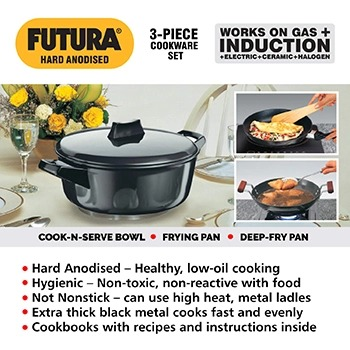 FUTURA®
HARD ANODISED
3-PIECE
COOKWARE
SET
WORKS ON GAS +
INDUCTION
+ELECTRIC+CERAMIC+HALOGEN
COOK-N-SERVE BOWL • FRYING PAN • DEEP-FRY PAN
• Hard Anodised – Healthy, low-oil cooking
• Hygienic – Non-toxic, non-reactive with food
• Not Nonstick – can use high heat, metal ladles
• Extra thick black metal cooks fast and evenly
• Cookbooks with recipes and instructions inside